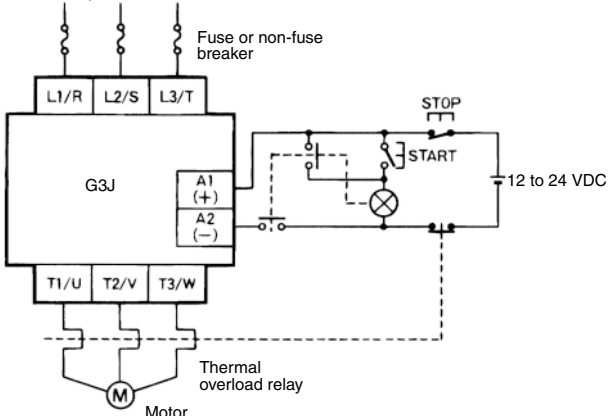 Fuse or non-fuse
breaker
L1/R L2/S L3/T
STOP
START
G3J
A1
(+)
A2
(−)
12 to 24 VDC
T1/U T2/V T3/W
Thermal
overload relay
M
Motor